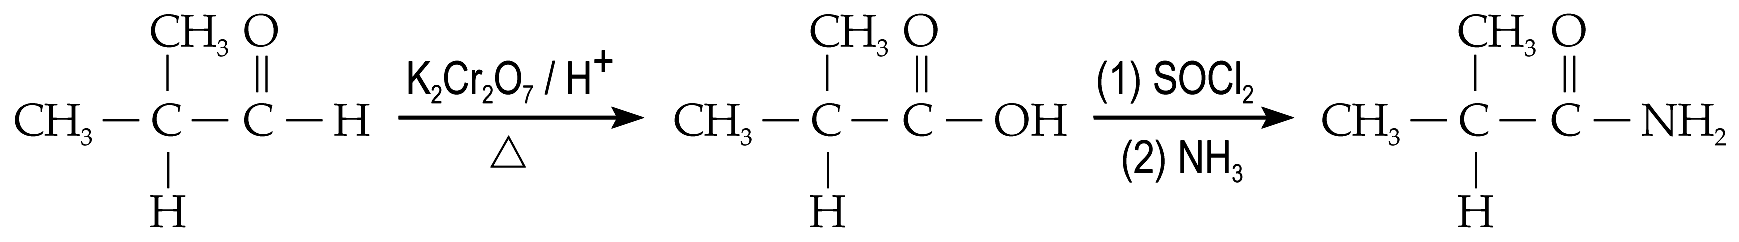 CH₃ O CH₃ O CH₃ O
K₂Cr₂O₇ / H⁺ (1) SOCl₂
CH₃ — C — C — H CH₃ — C — C — OH CH₃ — C — C — NH₂
△ (2) NH₃
H H H